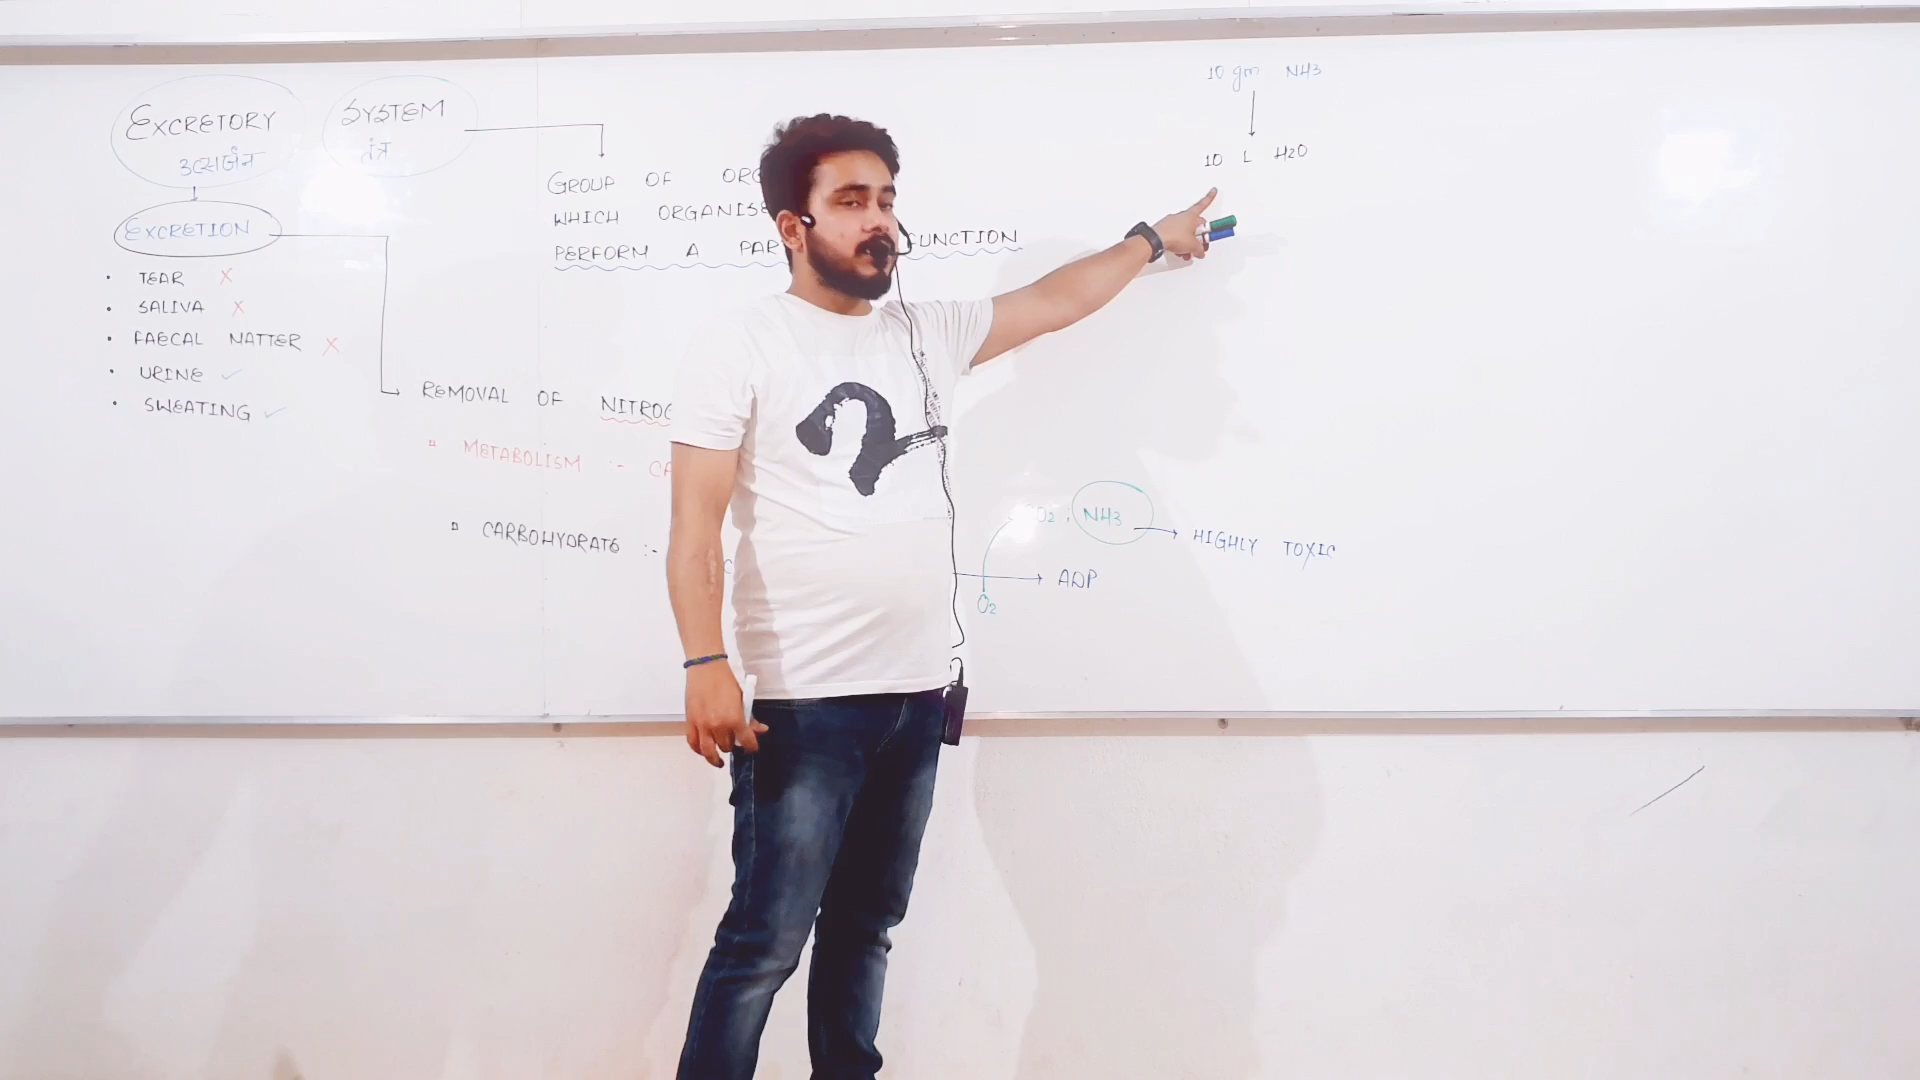 EXCRETORY
उत्सर्जन
SYSTEM
तंत्र
GROUP OF
WHICH
PERFORM A
EXCRETION
• TEAR X
• SALIVA X
• FAECAL MATTER X
• URINE ✓
• SWEATING ✓
REMOVAL OF
METABOLISM :-
CARBOHYDRATE :-
10 gm NH3
10 L H2O
NH3 → HIGHLY TOXIC
→ ADP
O2